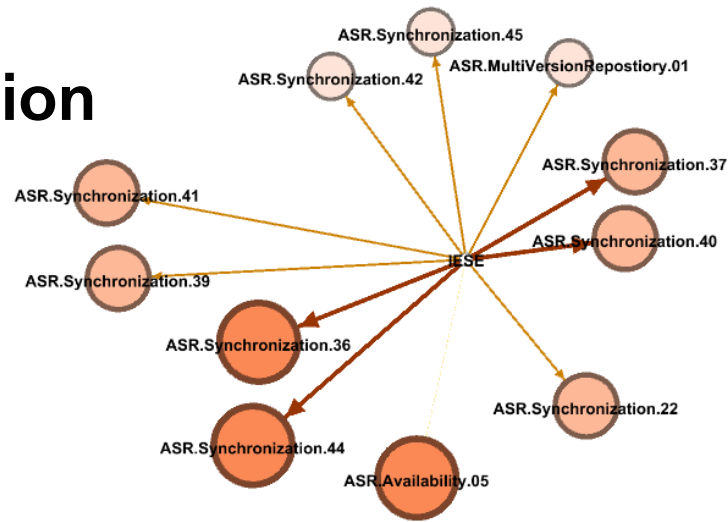 ion
ASR.Synchronization.45
ASR.Synchronization.42
ASR.MultiVersionRepostiory.01
ASR.Synchronization.37
ASR.Synchronization.41
ASR.Synchronization.40
IESE
ASR.Synchronization.39
ASR.Synchronization.36
ASR.Synchronization.22
ASR.Synchronization.44
ASR.Availability.05